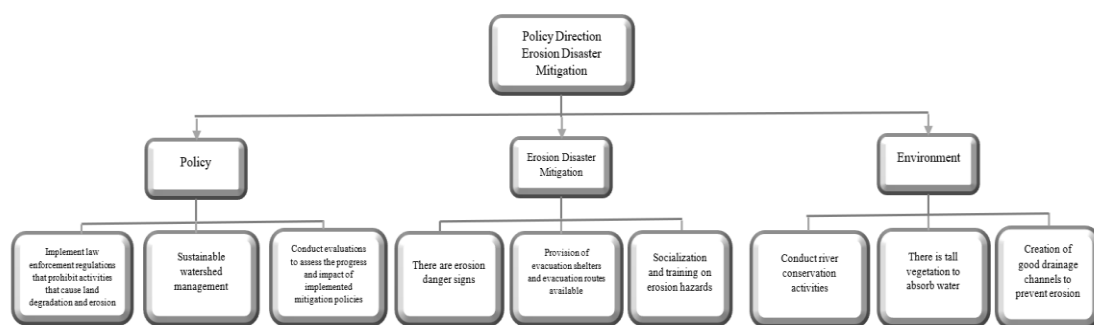 Policy Direction
Erosion Disaster
Mitigation
Policy
Erosion Disaster
Mitigation
Environment
Implement law
enforcement regulations
that prohibit activities
that cause land
degradation and erosion
Sustainable
watershed
management
Conduct evaluations
to assess the progress
and impact of
implemented
mitigation policies
There are erosion
danger signs
Provision of
evacuation shelters
and evacuation routes
available
Socialization
and training on
erosion hazards
Conduct river
conservation
activities
There is tall
vegetation to
absorb water
Creation of
good drainage
channels to
prevent erosion